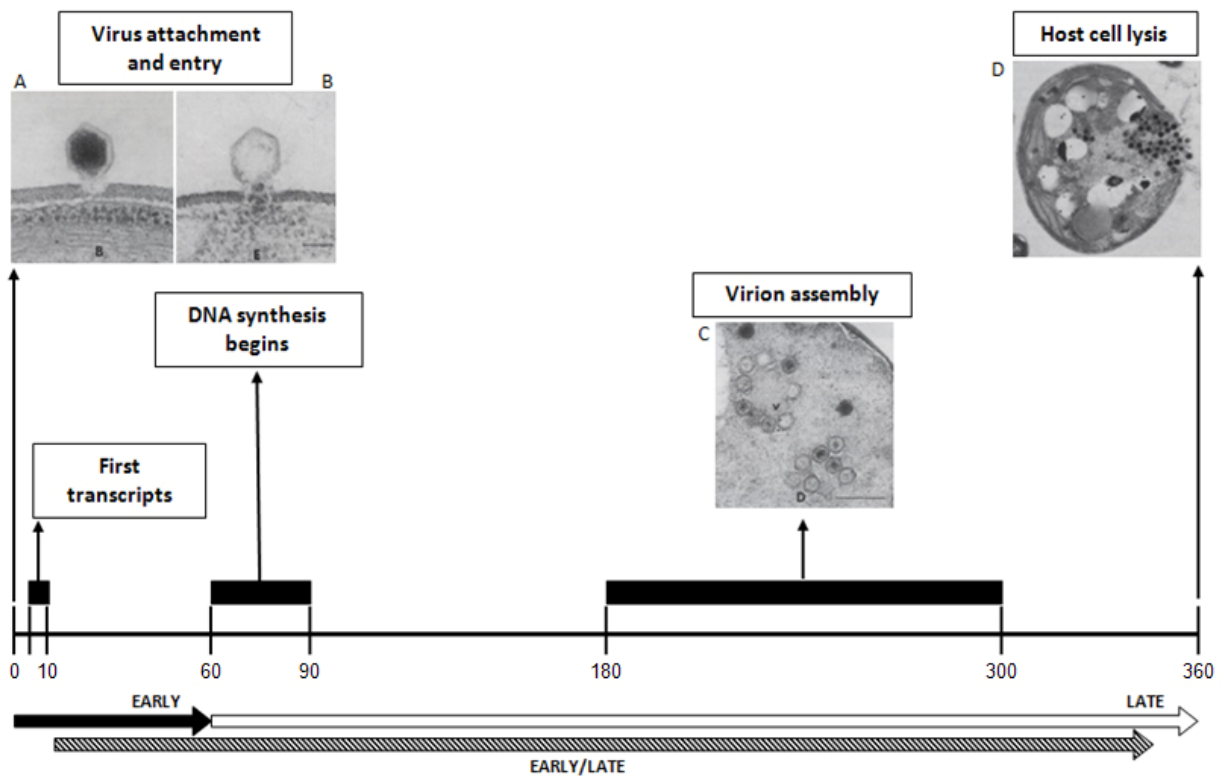 Virus attachment
and entry
Host cell lysis
A
B
D
B
E
DNA synthesis
begins
Virion assembly
C
V
D
First
transcripts
0 10 60 90 180 300 360
EARLY
LATE
EARLY/LATE